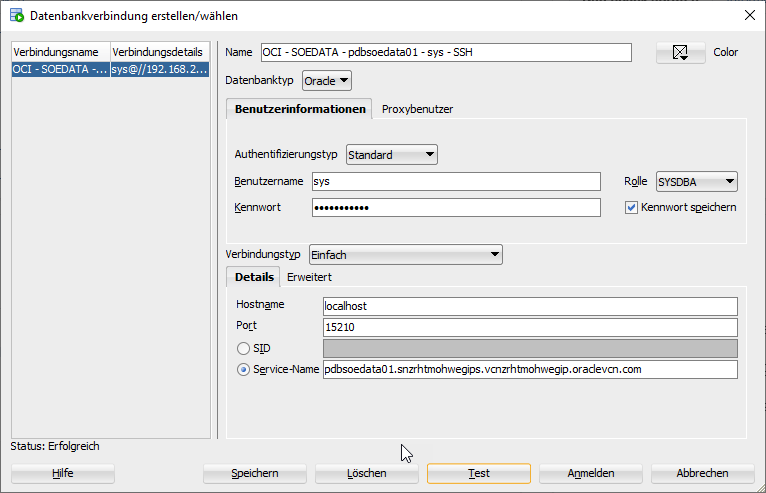 Datenbankverbindung erstellen/wählen
Verbindungsname Verbindungsdetails
OCI - SOEDATA -... sys@//192.168.2...
Name OCI - SOEDATA - pdbsoedata01 - sys - SSH Color
Datenbanktyp Oracle
Benutzerinformationen Proxybenutzer
Authentifizierungstyp Standard
Benutzername sys Rolle SYSDBA
Kennwort ••••••••••• Kennwort speichern
Verbindungstyp Einfach
Details Erweitert
Hostname localhost
Port 15210
SID
Service-Name pdbsoedata01.snzrhtmohwegips.vcnzrhtmohwegip.oraclevcn.com
Status: Erfolgreich
Hilfe Speichern Löschen Test Anmelden Abbrechen